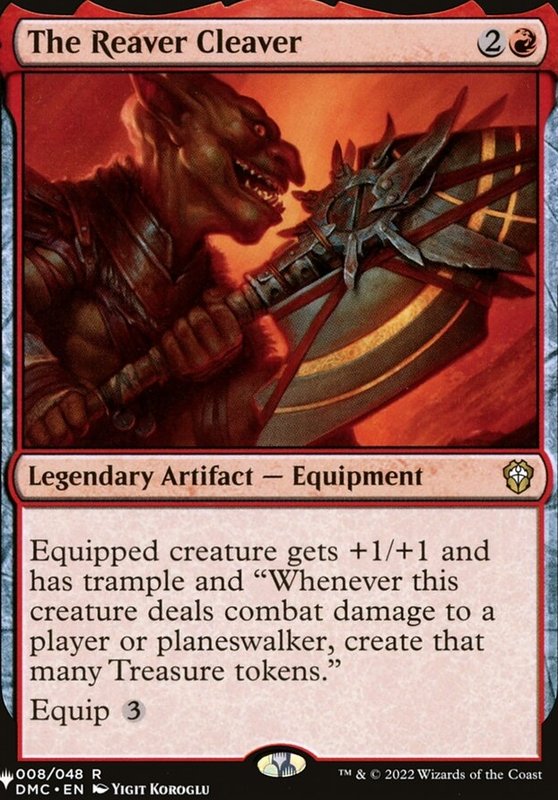 The Reaver Cleaver 2
Legendary Artifact — Equipment
Equipped creature gets +1/+1 and
has trample and “Whenever this
creature deals combat damage to a
player or planeswalker, create that
many Treasure tokens.”
Equip 3
008/048 R
DMC • EN Yigit Koroglu
™ & © 2022 Wizards of the Coast